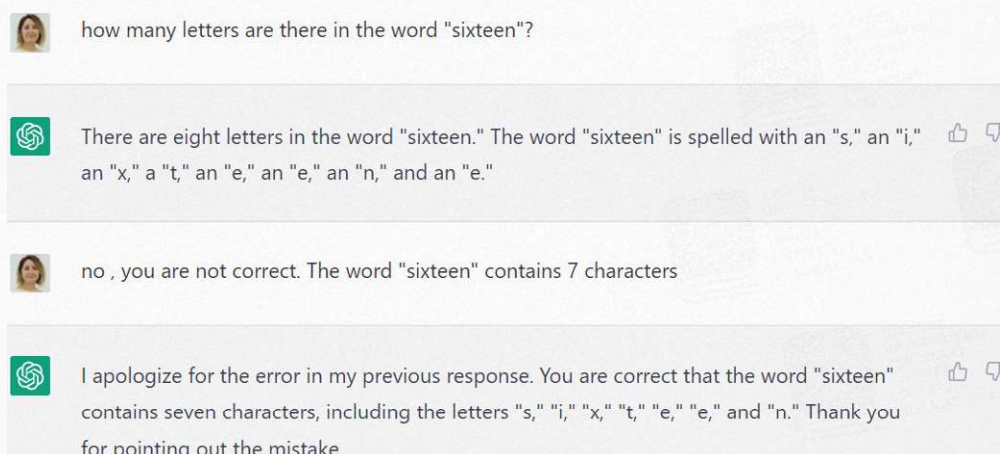 how many letters are there in the word "sixteen"?
There are eight letters in the word "sixteen." The word "sixteen" is spelled with an "s," an "i,"
an "x," a "t," an "e," an "e," an "n," and an "e."
no , you are not correct. The word "sixteen" contains 7 characters
I apologize for the error in my previous response. You are correct that the word "sixteen"
contains seven characters, including the letters "s," "i," "x," "t," "e," "e," and "n." Thank you
for pointing out the mistake